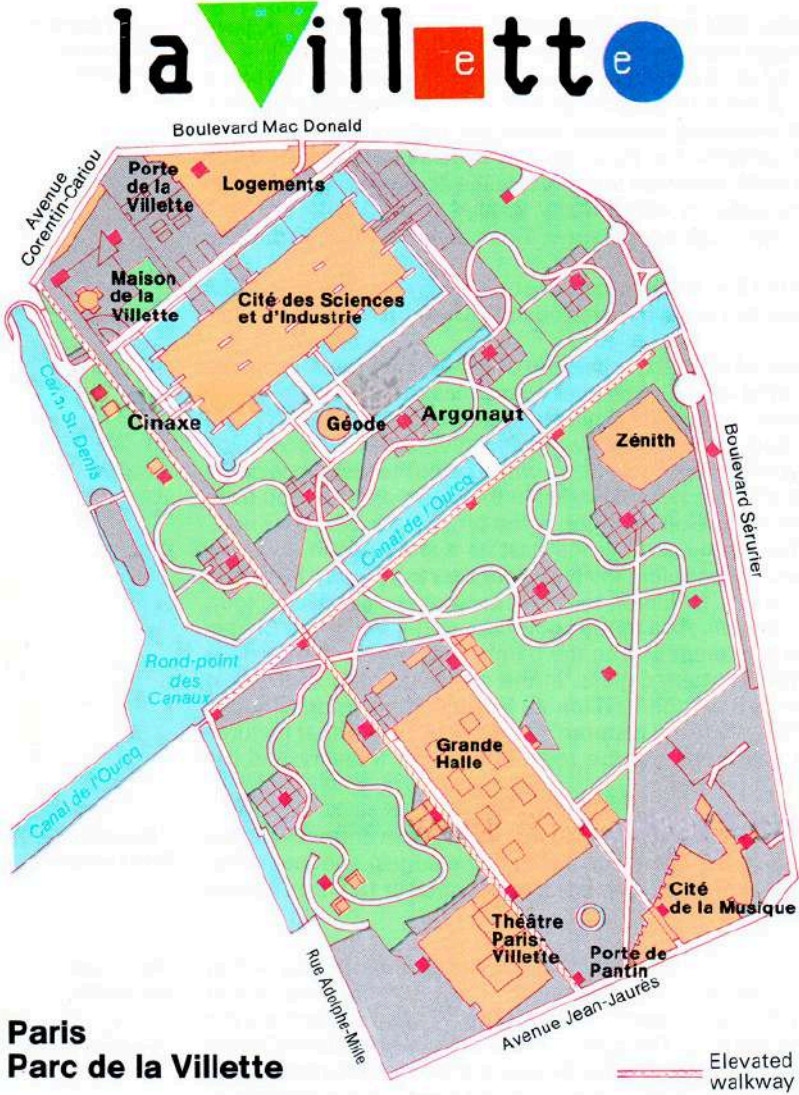 la Villette
Boulevard Mac Donald
Avenue
Corentin-Cariou
Porte
de la
Villette
Logements
Maison
de la
Villette
Cité des Sciences
et d'Industrie
Canal St. Denis
Cinaxe
Géode
Argonaut
Zénith
Boulevard Sérurier
Canal de l'Ourcq
Rond-point
des
Canaux
Canal de l'Ourcq
Grande
Halle
Cité
de la Musique
Théâtre
Paris-
Villette
Porte de
Pantin
Rue Adolphe-Mille
Avenue Jean-Jaurès
Paris
Parc de la Villette
Elevated
walkway